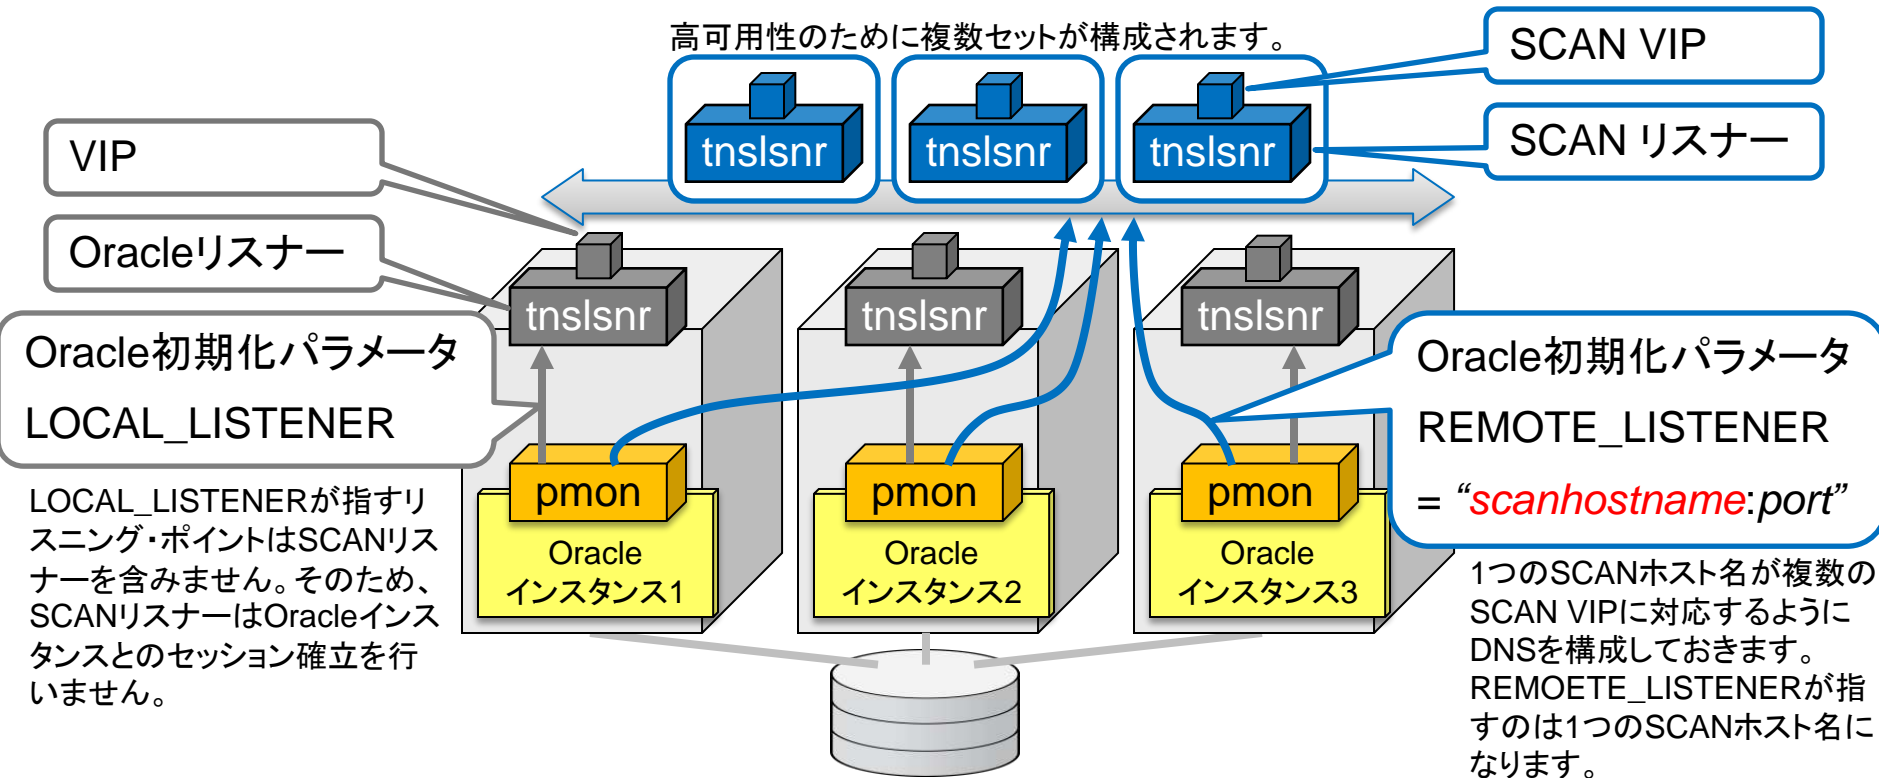 高可用性のために複数セットが構成されます。
SCAN VIP
SCAN リスナー
tnslsnr
tnslsnr
tnslsnr
VIP
Oracleリスナー
tnslsnr
tnslsnr
tnslsnr
Oracle初期化パラメータ
LOCAL_LISTENER
LOCAL_LISTENERが指すリ
スニング・ポイントはSCANリス
ナーを含みません。そのため、
SCANリスナーはOracleインス
タンスとのセッション確立を行
いません。
pmon
Oracle
インスタンス1
pmon
Oracle
インスタンス2
pmon
Oracle
インスタンス3
Oracle初期化パラメータ
REMOTE_LISTENER
= “scanhostname:port”
1つのSCANホスト名が複数の
SCAN VIPに対応するように
DNSを構成しておきます。
REMOETE_LISTENERが指
すのは1つのSCANホスト名に
なります。